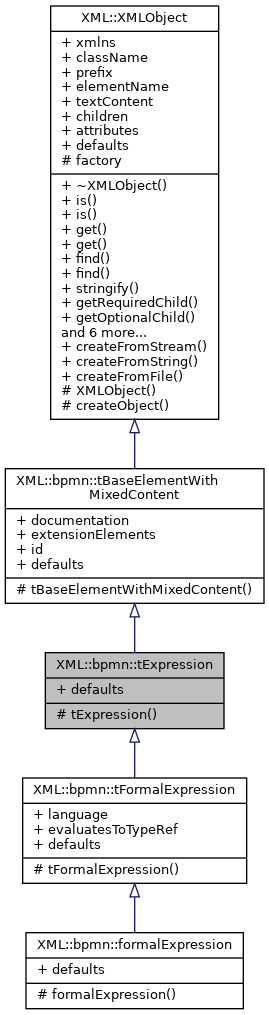 XML::XMLObject
+ xmlns
+ className
+ prefix
+ elementName
+ textContent
+ children
+ attributes
+ defaults
# factory
+ ~XMLObject()
+ is()
+ is()
+ get()
+ get()
+ find()
+ find()
+ stringify()
+ getRequiredChild()
+ getOptionalChild()
and 6 more...
+ createFromStream()
+ createFromString()
+ createFromFile()
# XMLObject()
# createObject()
XML::bpmn::tBaseElementWith
MixedContent
+ documentation
+ extensionElements
+ id
+ defaults
# tBaseElementWithMixedContent()
XML::bpmn::tExpression
+ defaults
# tExpression()
XML::bpmn::tFormalExpression
+ language
+ evaluatesToTypeRef
+ defaults
# tFormalExpression()
XML::bpmn::formalExpression
+ defaults
# formalExpression()